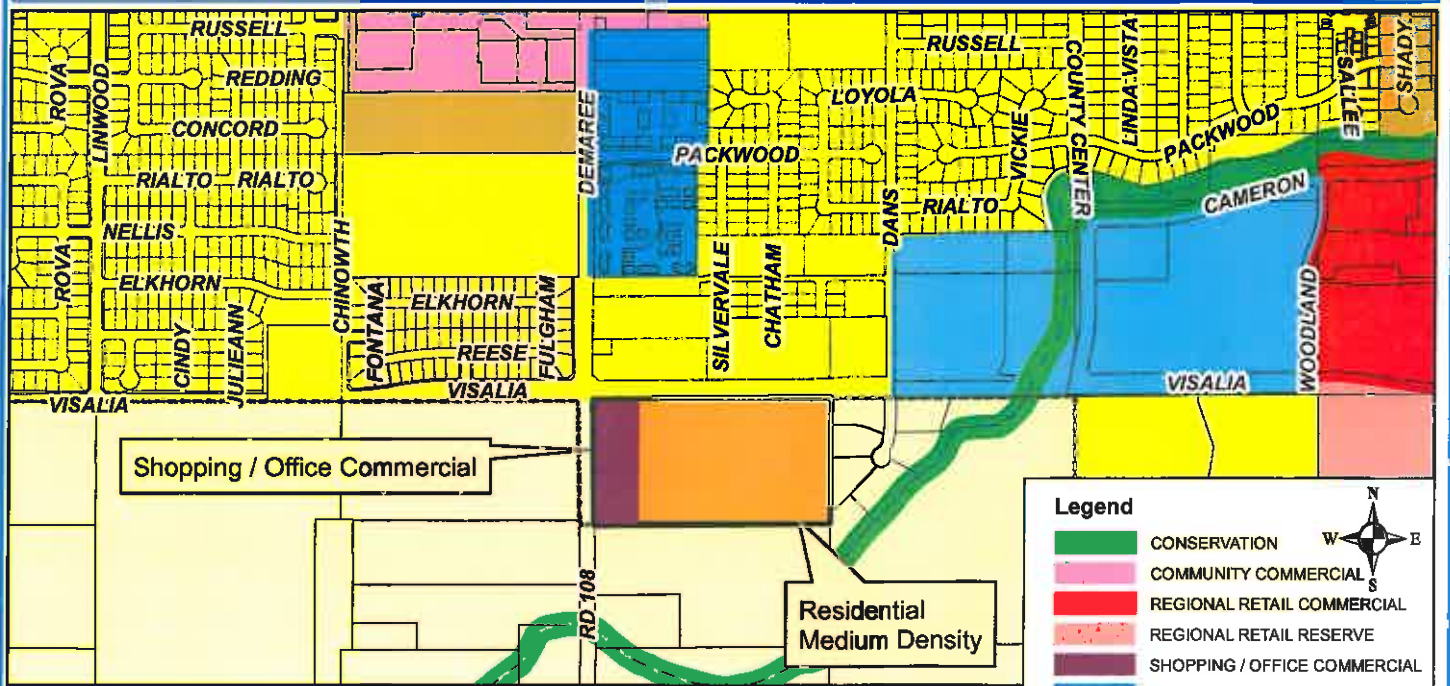 RUSSELL
REDDING
CONCORD
RIALTO RIALTO
NELLIS
ELKHORN
ROVA
LINWOOD
ROVA
CINDY
JULIEANN
CHINOWTH
FONTANA
ELKHORN
REESE
FULGHAM
VISALIA
VISALIA
DEMAREE
PACKWOOD
SILVERVALE
CHATHAM
LOYOLA
DANS
RUSSELL
RIALTO
VICKIE
COUNTY CENTER
LINDA VISTA
PACKWOOD
SALLEE
SHADY
CAMERON
WOODLAND
VISALIA
RD 108
Shopping / Office Commercial
Residential
Medium Density
Legend
N
W E
S
CONSERVATION
COMMUNITY COMMERCIAL
REGIONAL RETAIL COMMERCIAL
REGIONAL RETAIL RESERVE
SHOPPING / OFFICE COMMERCIAL